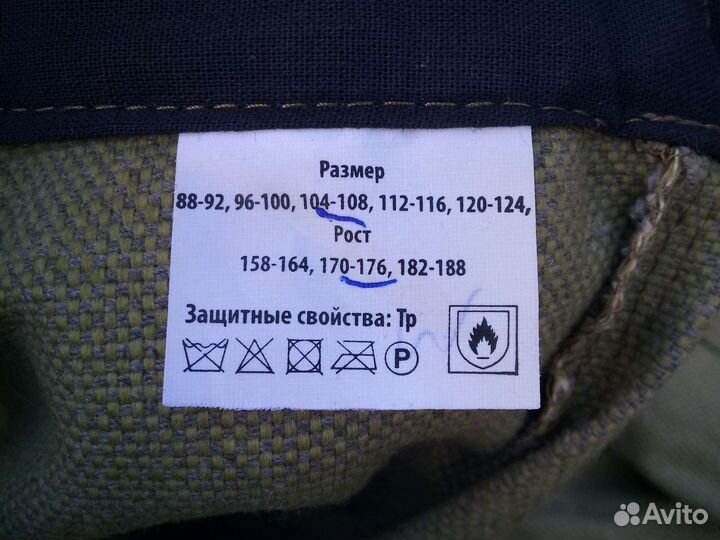 Размер
88-92, 96-100, 104-108, 112-116, 120-124,
Рост
158-164, 170-176, 182-188
Защитные свойства: Тр
P
Avito